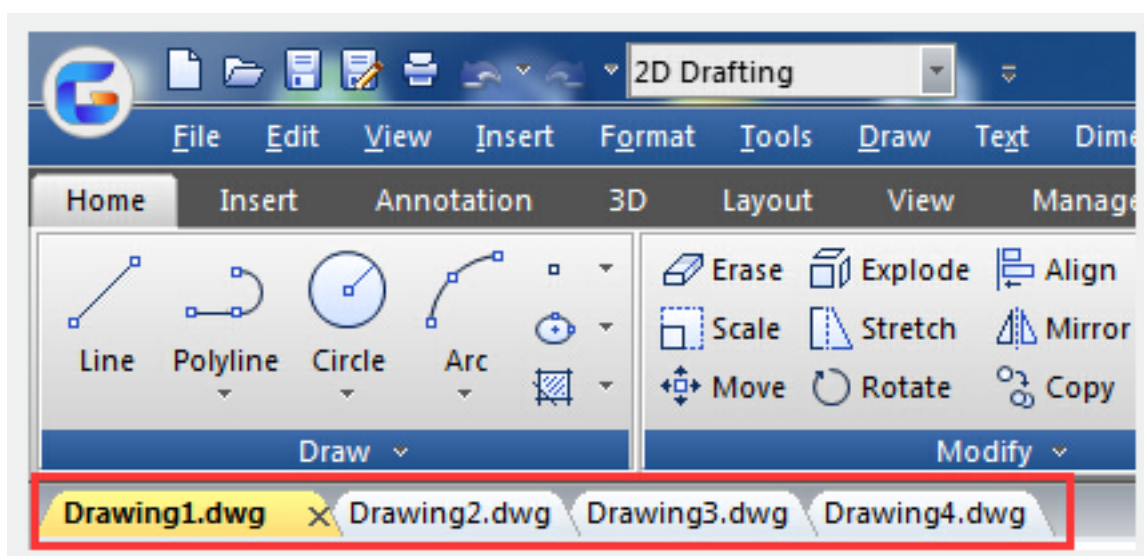 2D Drafting
File Edit View Insert Format Tools Draw Text Dime
Home Insert Annotation 3D Layout View Manage
Erase Explode Align
Scale Stretch Mirror
Line Polyline Circle Arc
Move Rotate Copy
Draw Modify
Drawing1.dwg Drawing2.dwg Drawing3.dwg Drawing4.dwg